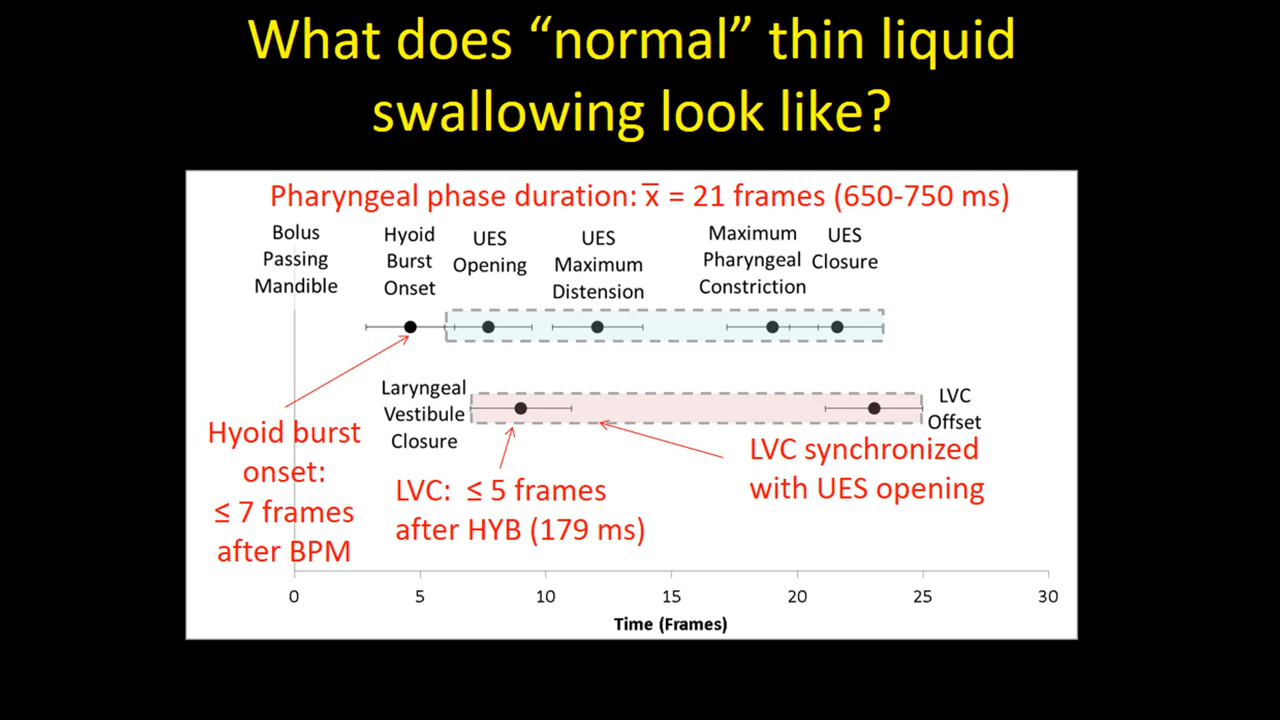 What does “normal” thin liquid
swallowing look like?
Pharyngeal phase duration: x̅ = 21 frames (650-750 ms)
Bolus
Passing
Mandible
Hyoid
Burst
Onset
UES
Opening
UES
Maximum
Distension
Maximum
Pharyngeal
Constriction
UES
Closure
Laryngeal
Vestibule
Closure
LVC
Offset
Hyoid burst
onset:
≤ 7 frames
after BPM
LVC: ≤ 5 frames
after HYB (179 ms)
LVC synchronized
with UES opening
0 5 10 15 20 25 30
Time (Frames)